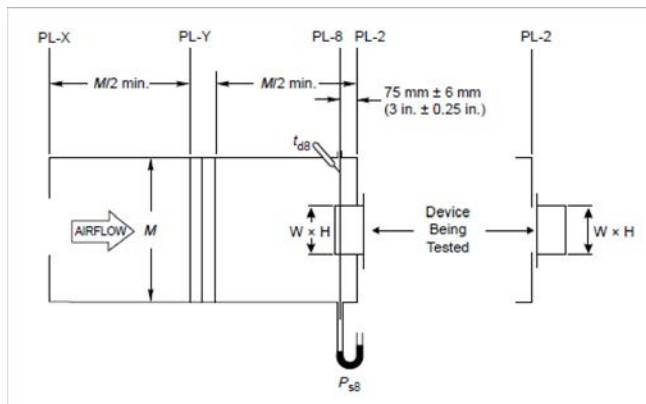 PL-X
PL-Y
PL-8
PL-2
PL-2
M/2 min.
M/2 min.
75 mm ± 6 mm
(3 in. ± 0.25 in.)
td8
AIRFLOW
M
W × H
Device
Being
Tested
W × H
Ps8